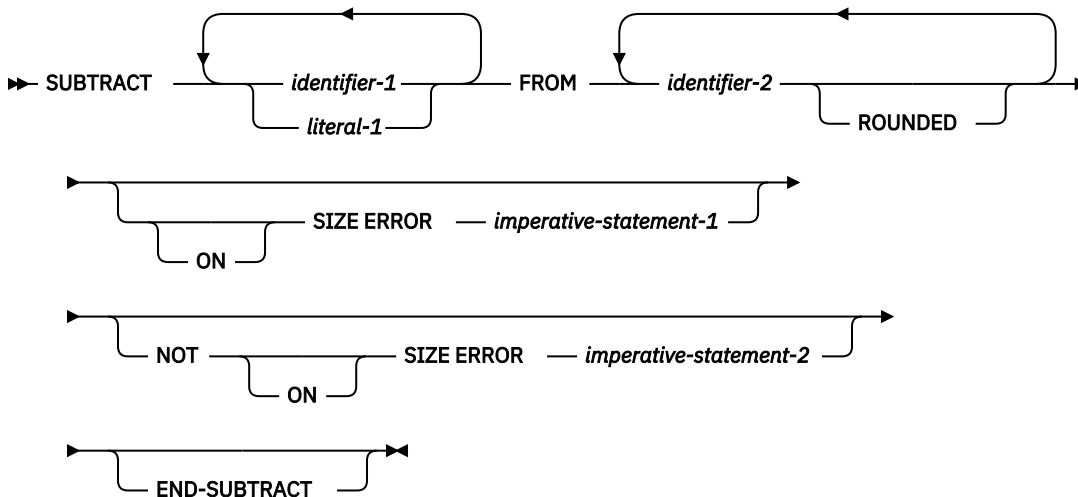 SUBTRACT identifier-1 FROM identifier-2
literal-1 ROUNDED
SIZE ERROR imperative-statement-1
ON
NOT SIZE ERROR imperative-statement-2
ON
END-SUBTRACT